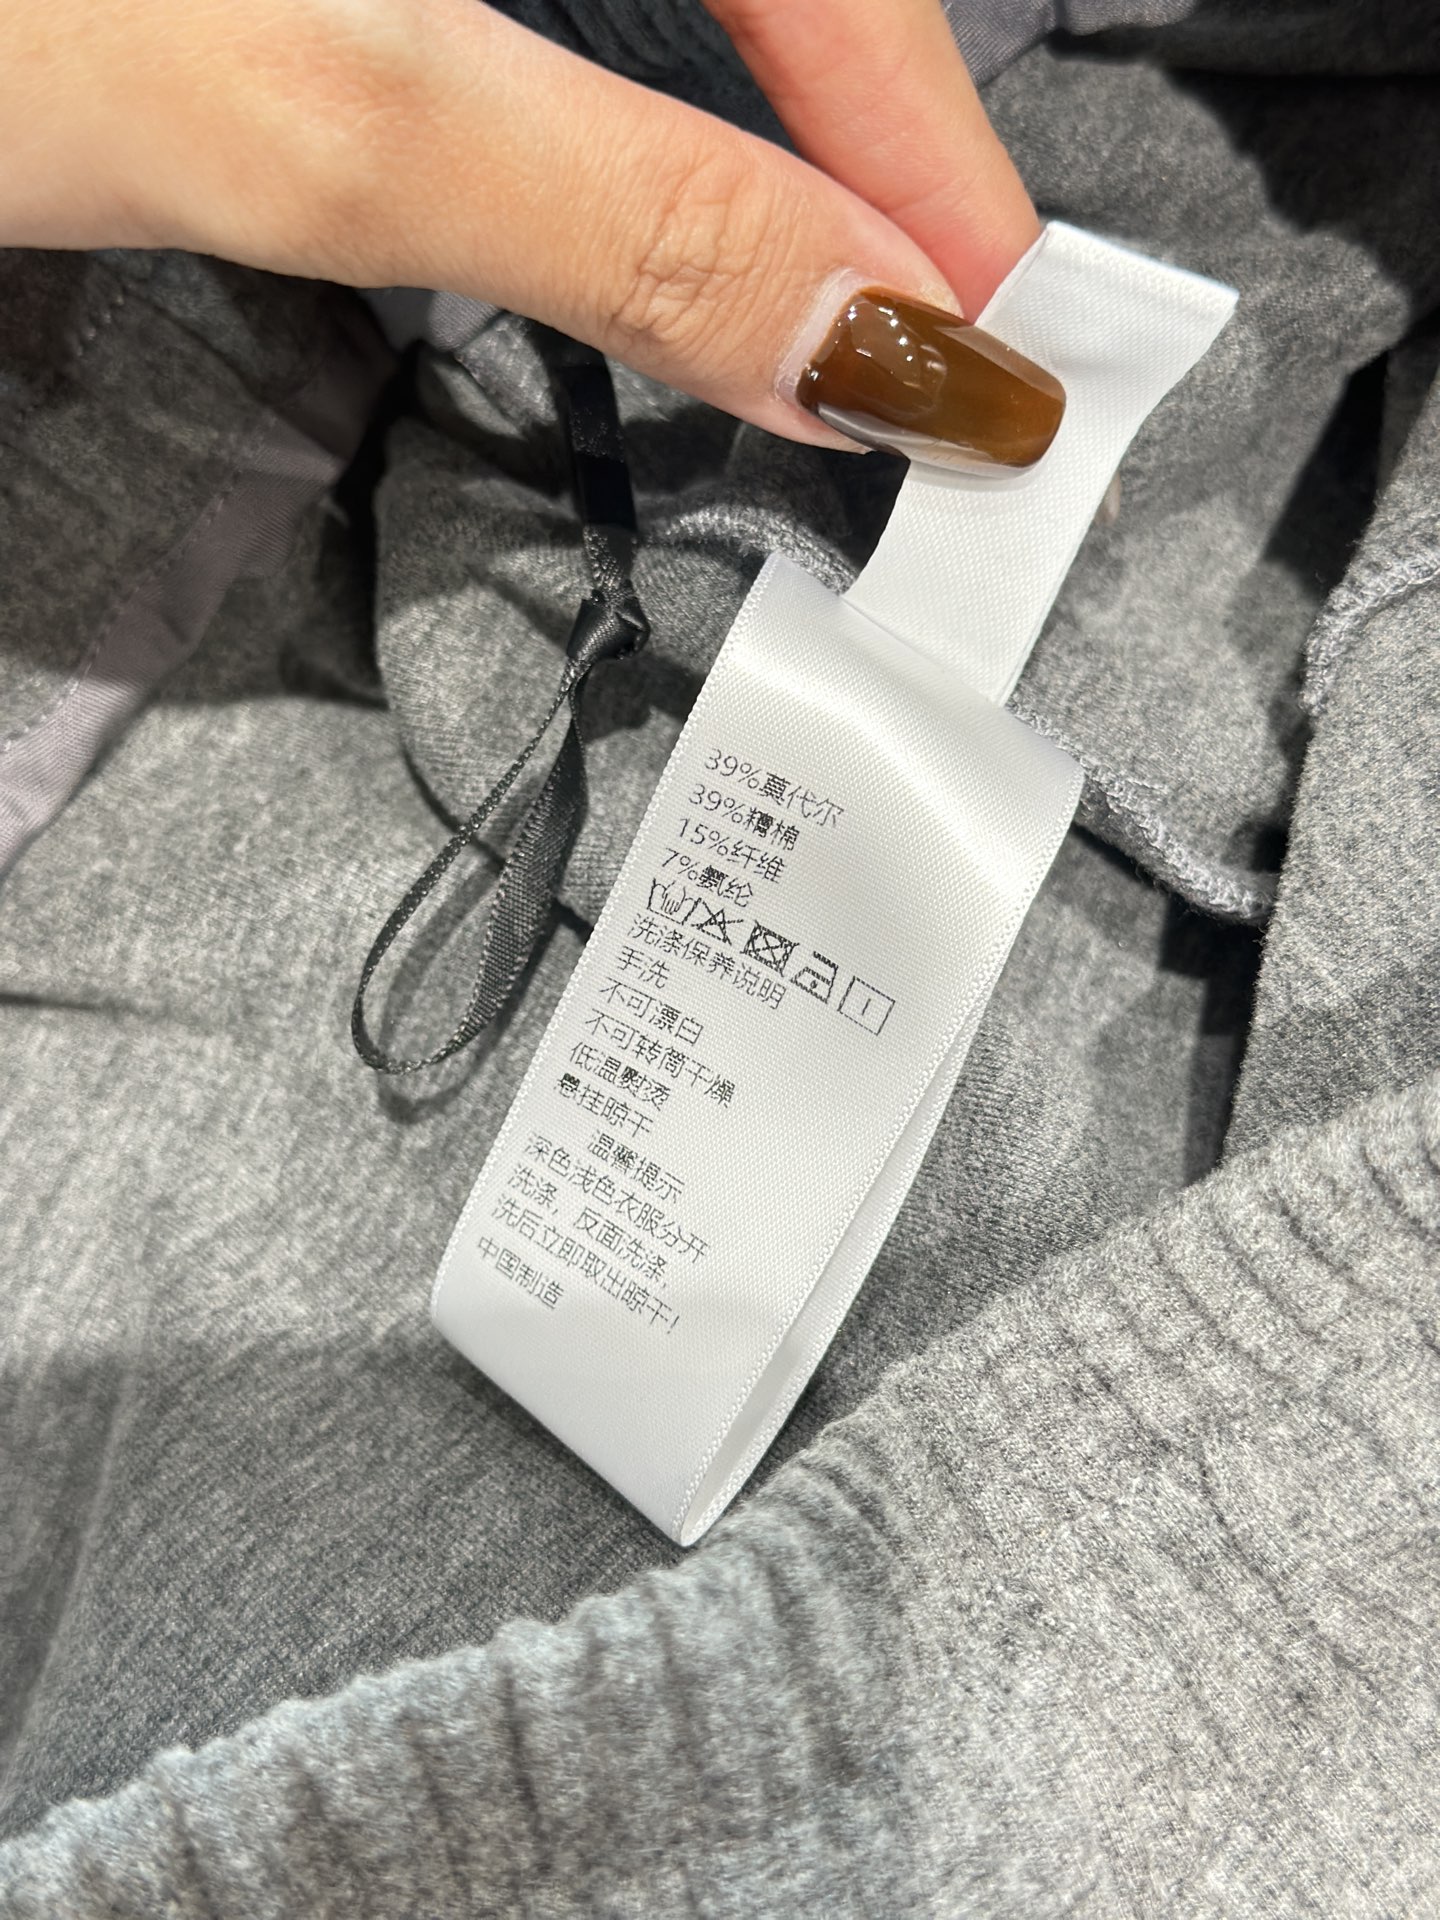 39%莫代尔
39%糟棉
15%纤维
7%氨纶
洗涤保养说明
手洗
不可漂白
不可转筒干燥
低温熨烫
悬挂晾干
温馨提示
深色浅色衣服分开
洗涤，反面洗涤，
洗后立即取出晾干!
中国制造